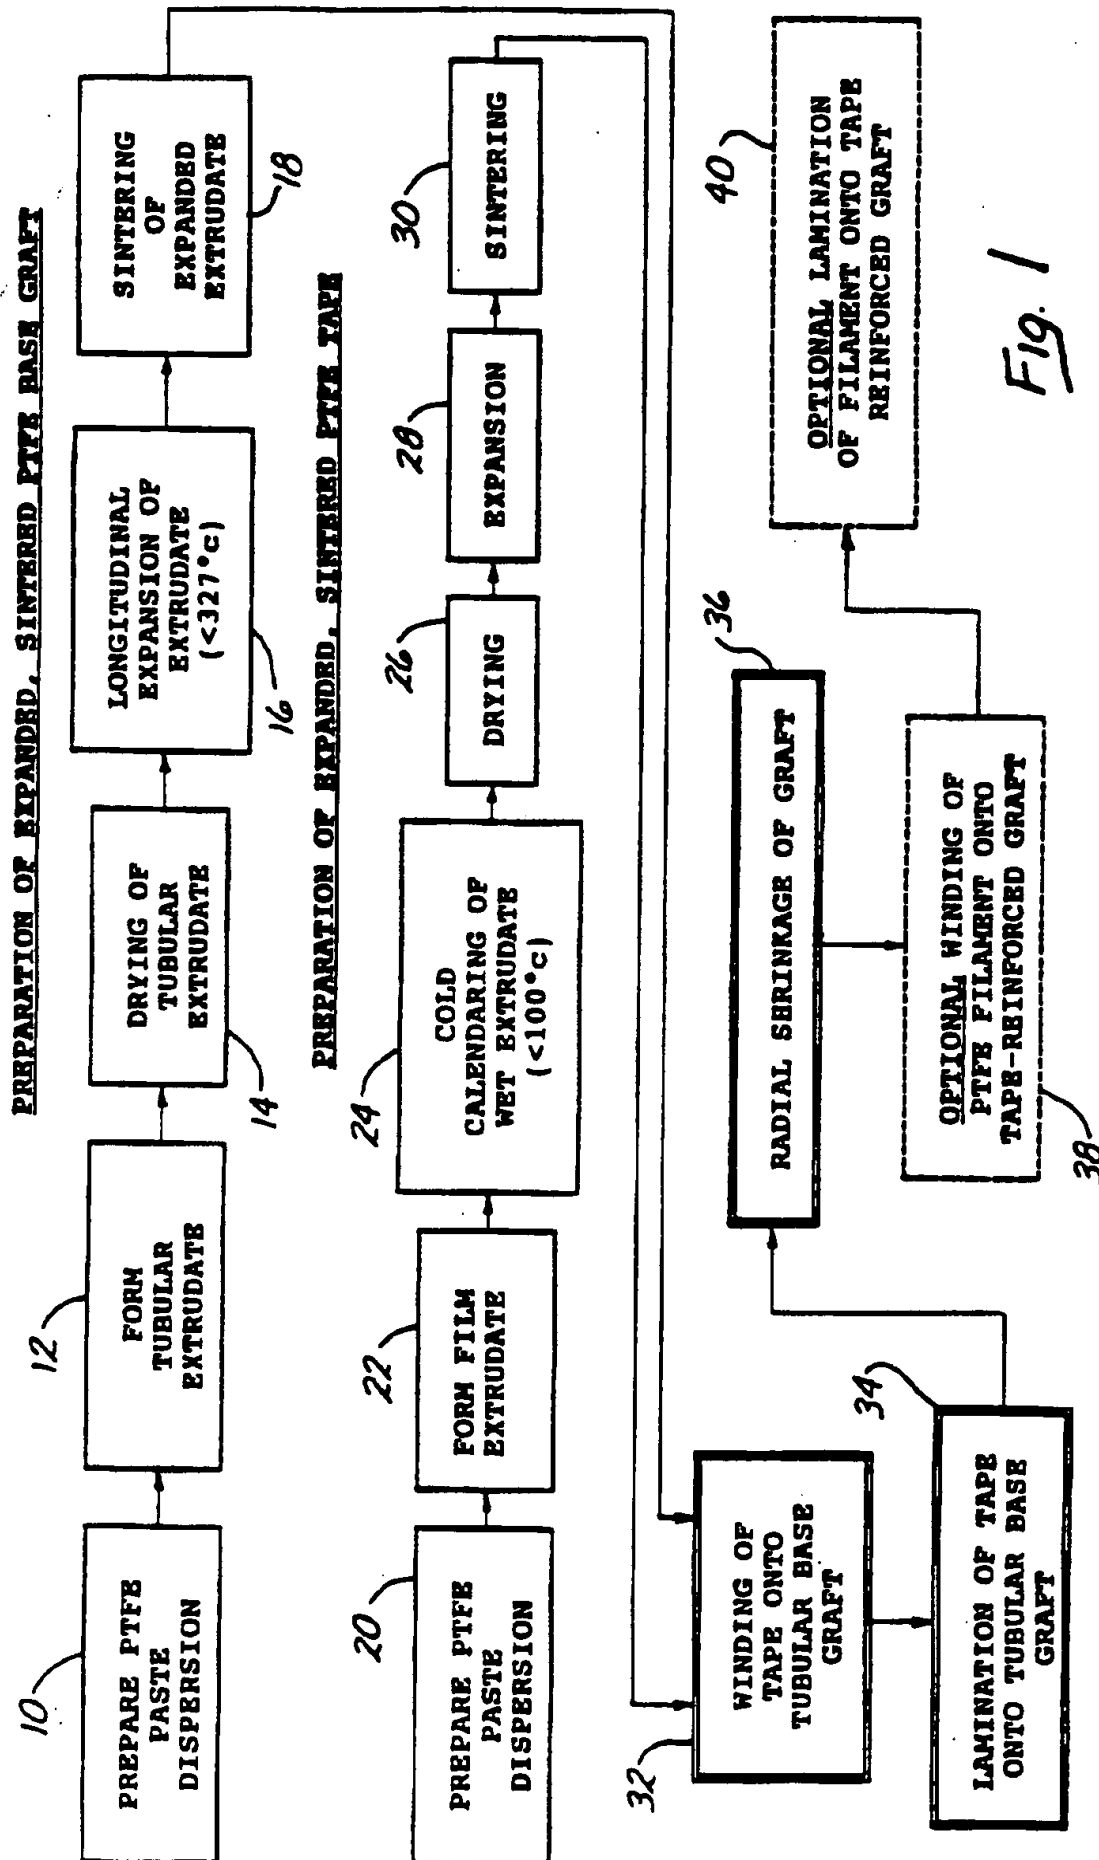 PREPARATION OF EXPANDED, SINTERED PTFE BASE GRAFT
10
PREPARE PTFE
PASTE
DISPERSION
12
FORM
TUBULAR
EXTRUDATE
14
DRYING OF
TUBULAR
EXTRUDATE
16
LONGITUDINAL
EXPANSION OF
EXTRUDATE
(<327°c)
18
SINTERING
OF
EXPANDED
EXTRUDATE
PREPARATION OF EXPANDED, SINTERED PTFE TAPE
20
PREPARE PTFE
PASTE
DISPERSION
22
FORM FILM
EXTRUDATE
24
COLD
CALENDARING OF
WET EXTRUDATE
(<100°c)
26
DRYING
28
EXPANSION
30
SINTERING
32
WINDING OF
TAPE ONTO
TUBULAR BASE
GRAFT
34
LAMINATION OF TAPE
ONTO TUBULAR BASE
GRAFT
36
RADIAL SHRINKAGE OF GRAFT
38
OPTIONAL WINDING OF
PTFE FILAMENT ONTO
TAPE-REINFORCED GRAFT
40
OPTIONAL LAMINATION
OF FILAMENT ONTO TAPE
REINFORCED GRAFT
Fig. 1